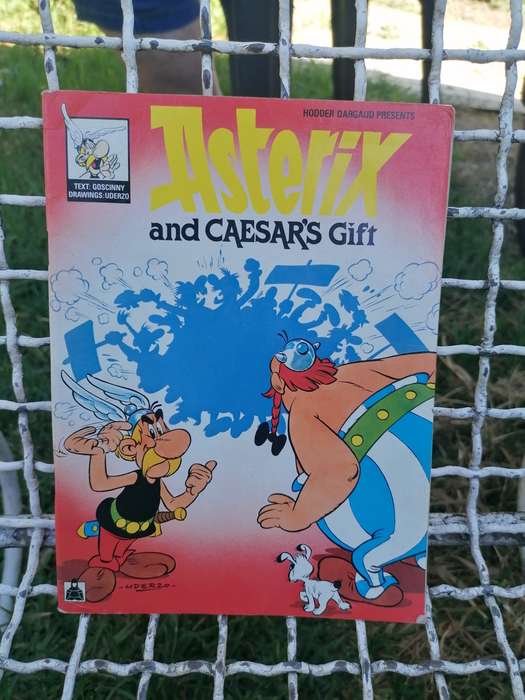 HODDER DARGAUD PRESENTS
Asterix
and CAESAR'S Gift
TEXT: GOSCINNY
DRAWINGS: UDERZO
-UDERZO-